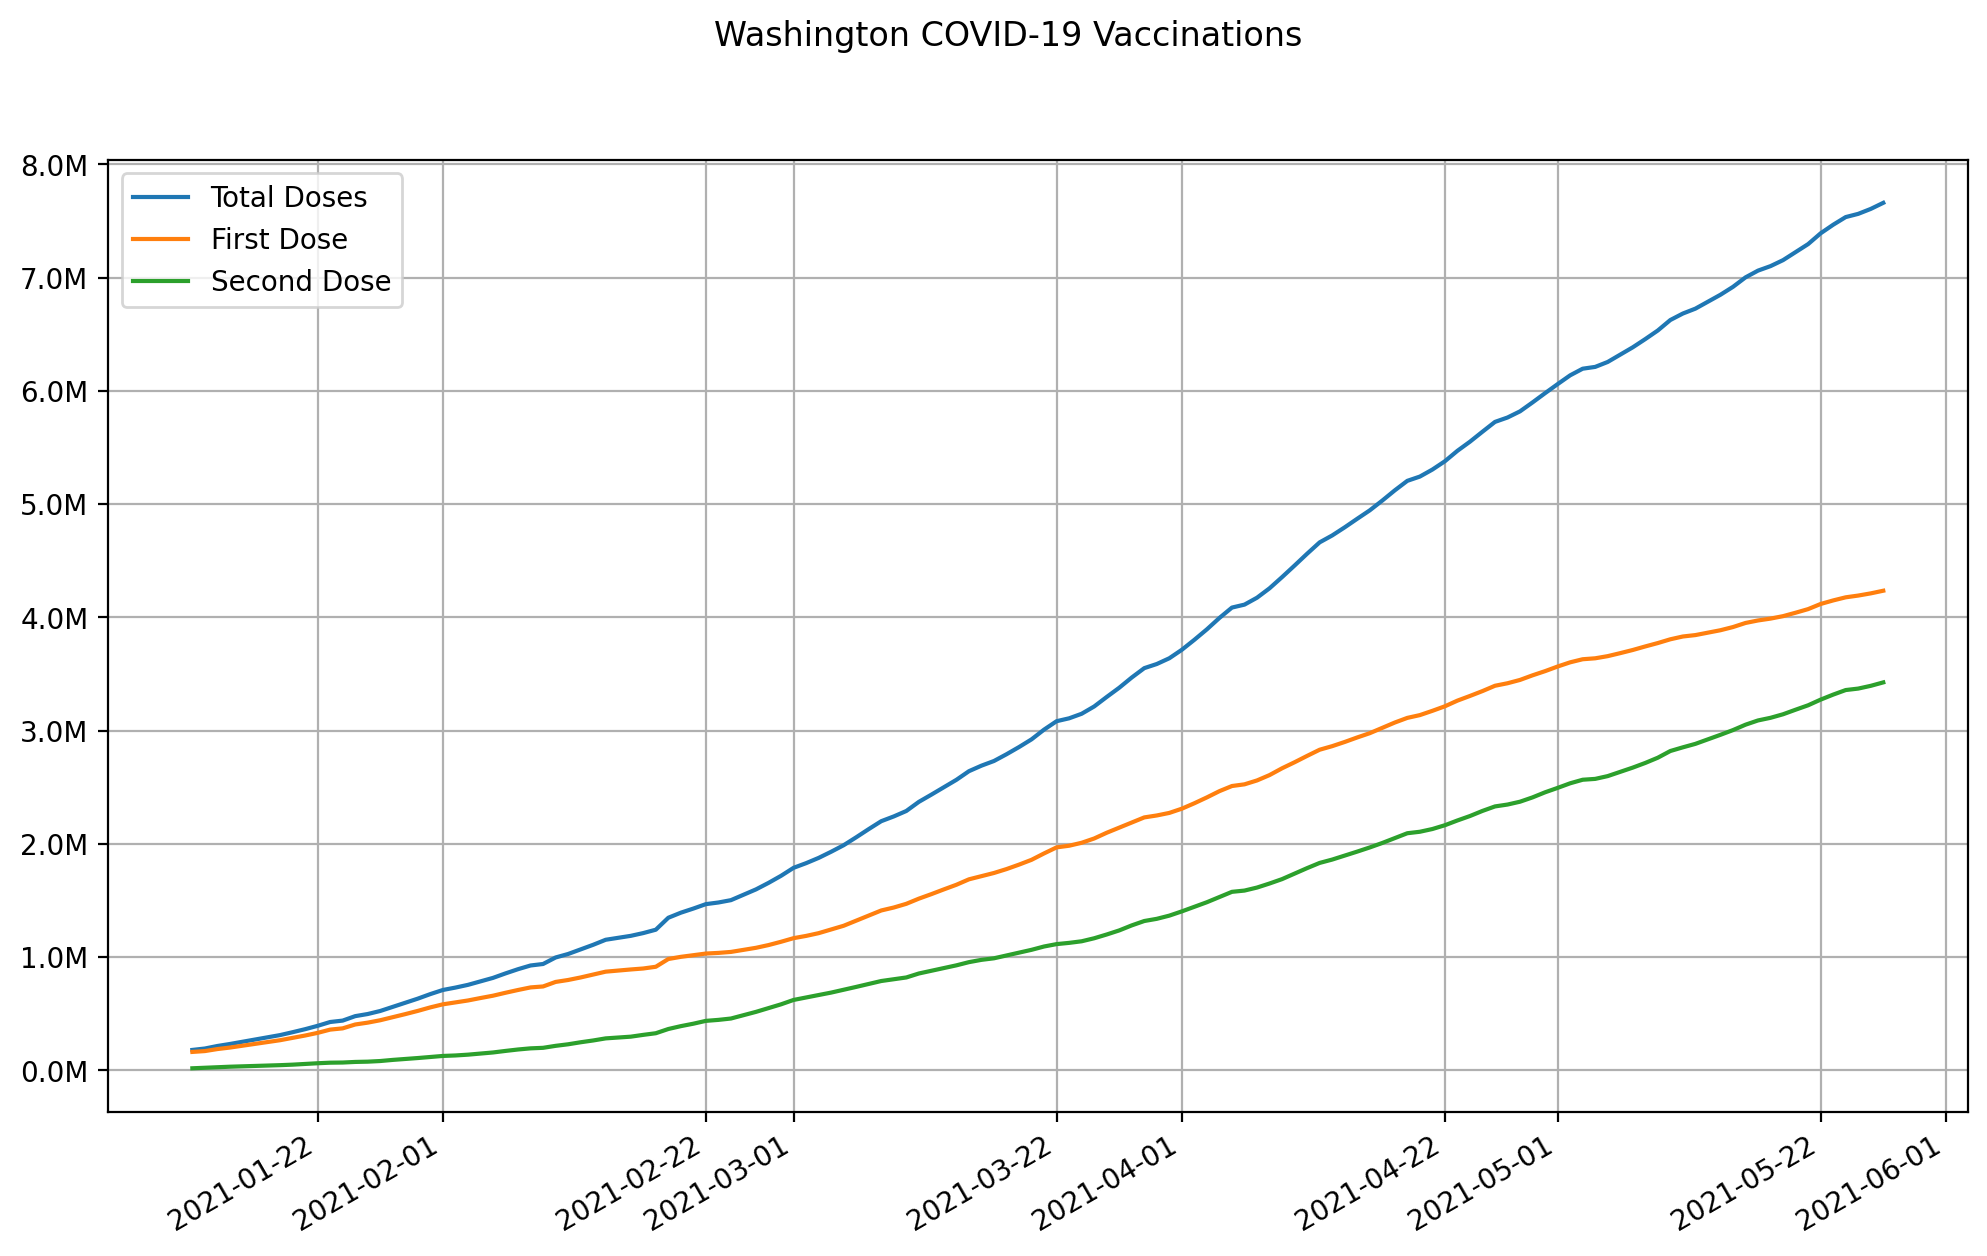 Washington COVID-19 Vaccinations
8.0M
7.0M
6.0M
5.0M
4.0M
3.0M
2.0M
1.0M
0.0M
Total Doses
First Dose
Second Dose
2021-01-22
2021-02-01
2021-02-22
2021-03-01
2021-03-22
2021-04-01
2021-04-22
2021-05-01
2021-05-22
2021-06-01